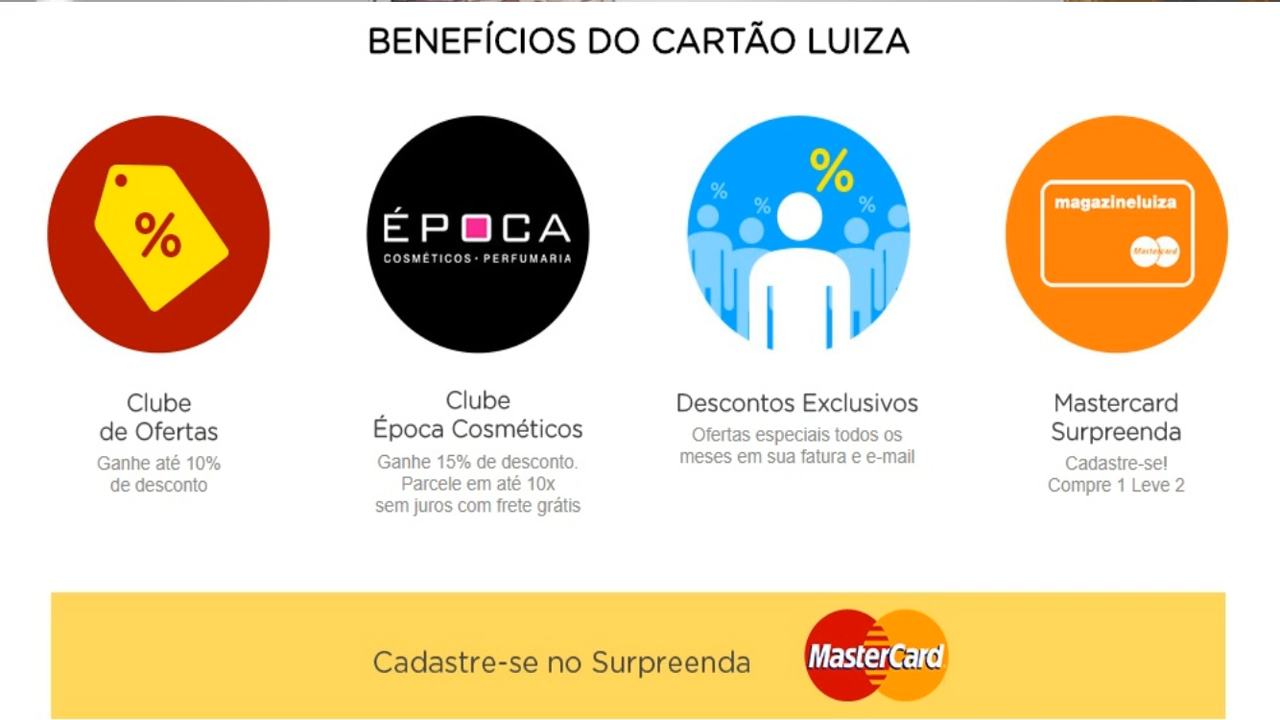 BENEFÍCIOS DO CARTÃO LUIZA
%
ÉPOCA
COSMÉTICOS · PERFUMARIA
%
%
%
%
magazineluiza
Mastercard
Clube
de Ofertas
Ganhe até 10%
de desconto
Clube
Época Cosméticos
Ganhe 15% de desconto.
Parcele em até 10x
sem juros com frete grátis
Descontos Exclusivos
Ofertas especiais todos os
meses em sua fatura e e-mail
Mastercard
Surpreenda
Cadastre-se!
Compre 1 Leve 2
Cadastre-se no Surpreenda
MasterCard